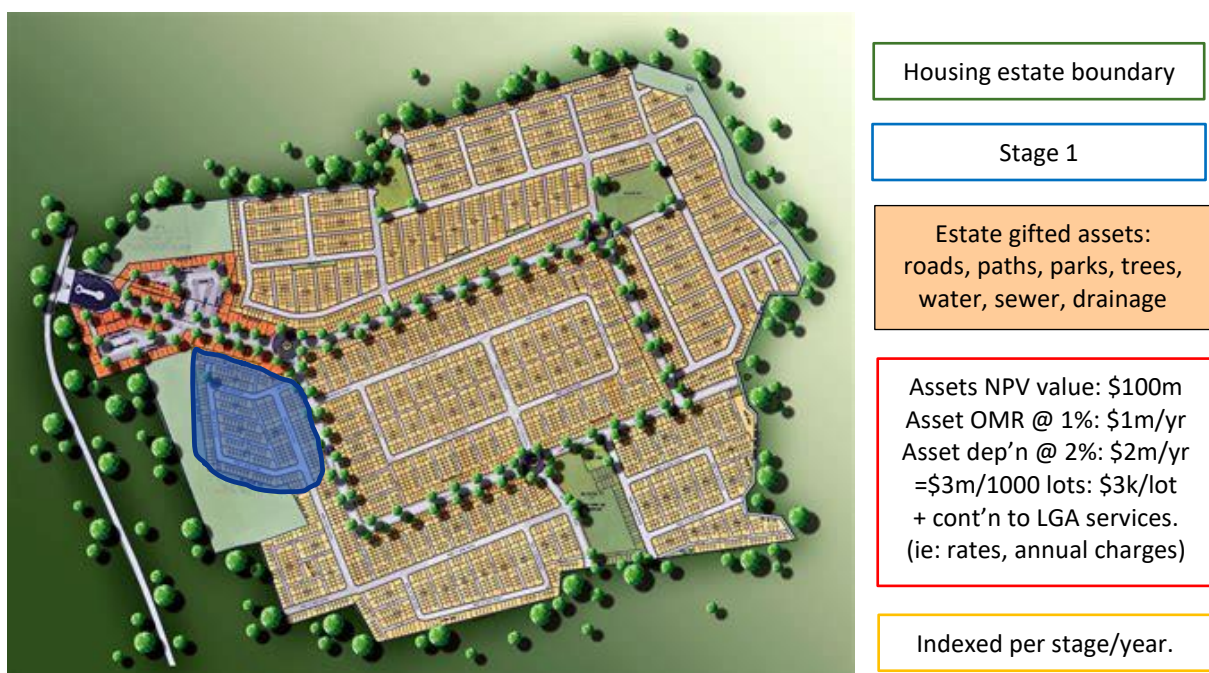 Housing estate boundary
Stage 1
Estate gifted assets:
roads, paths, parks, trees,
water, sewer, drainage
Assets NPV value: $100m
Asset OMR @ 1%: $1m/yr
Asset dep’n @ 2%: $2m/yr
=$3m/1000 lots: $3k/lot
+ cont’n to LGA services.
(ie: rates, annual charges)
Indexed per stage/year.